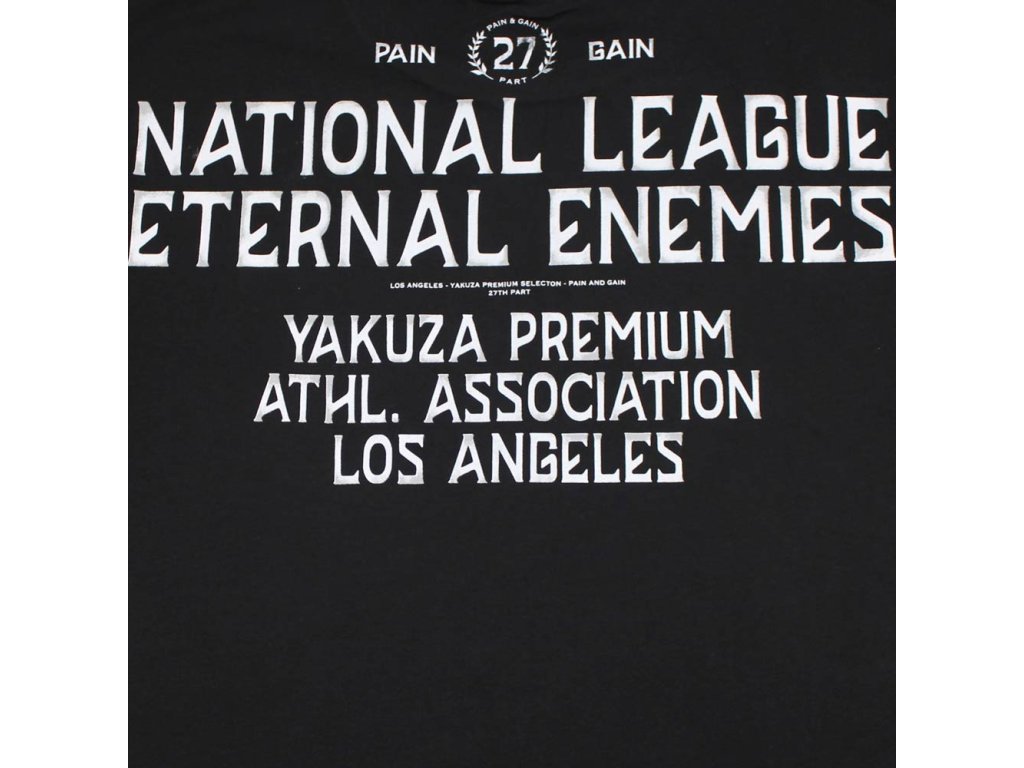 PAIN & GAIN
PAIN 27 GAIN
PART
NATIONAL LEAGUE
ETERNAL ENEMIES
LOS ANGELES - YAKUZA PREMIUM SELECTON - PAIN AND GAIN
27TH PART
YAKUZA PREMIUM
ATHL. ASSOCIATION
LOS ANGELES